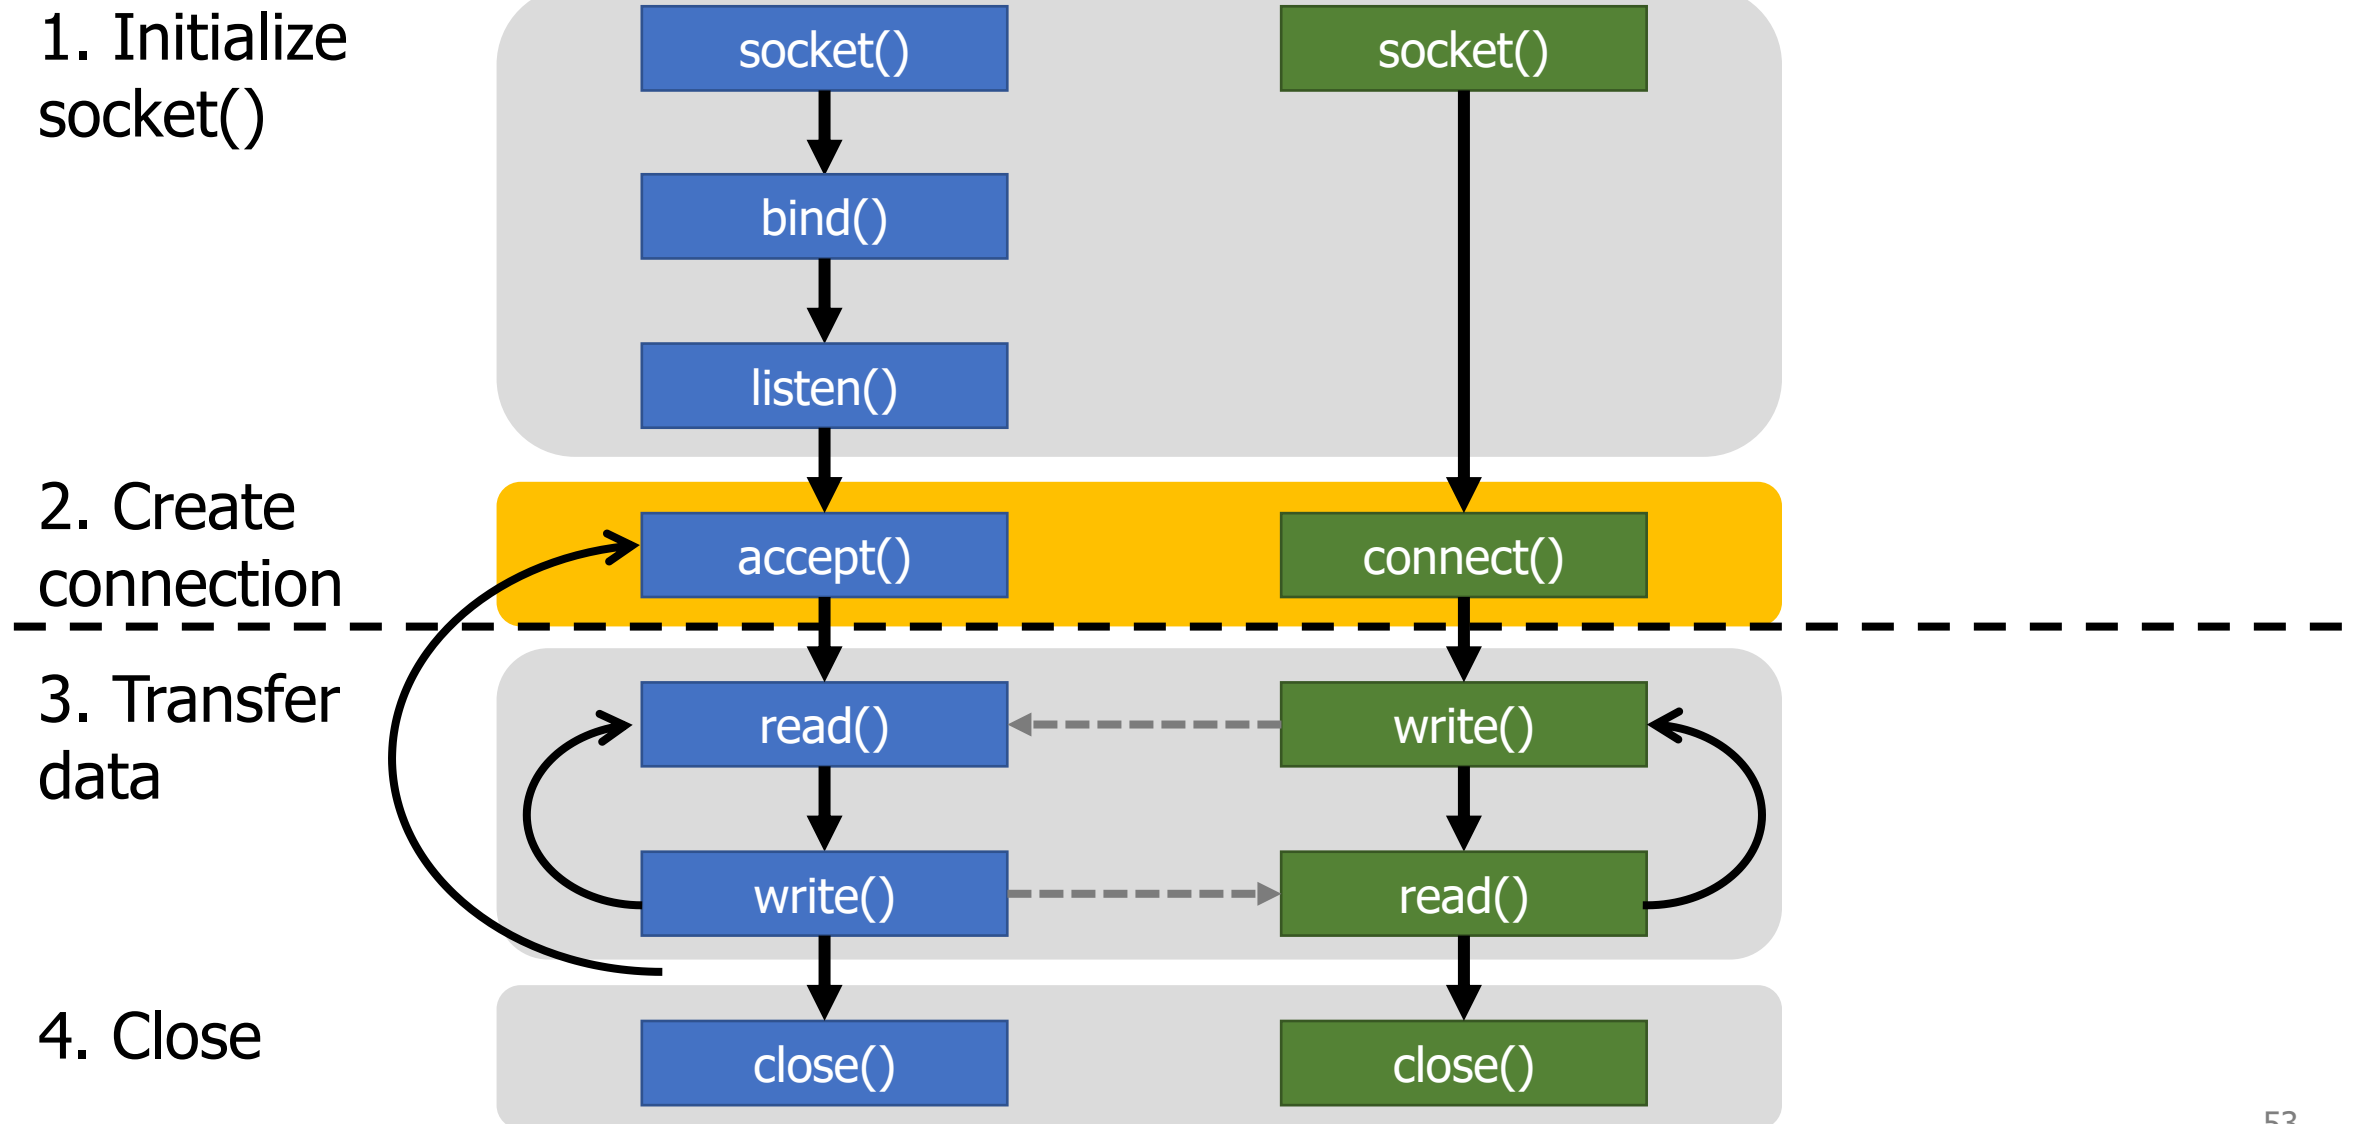 1. Initialize
socket()
socket()
socket()
bind()
listen()
2. Create
connection
accept()
connect()
3. Transfer
data
read()
write()
write()
read()
4. Close
close()
close()
53